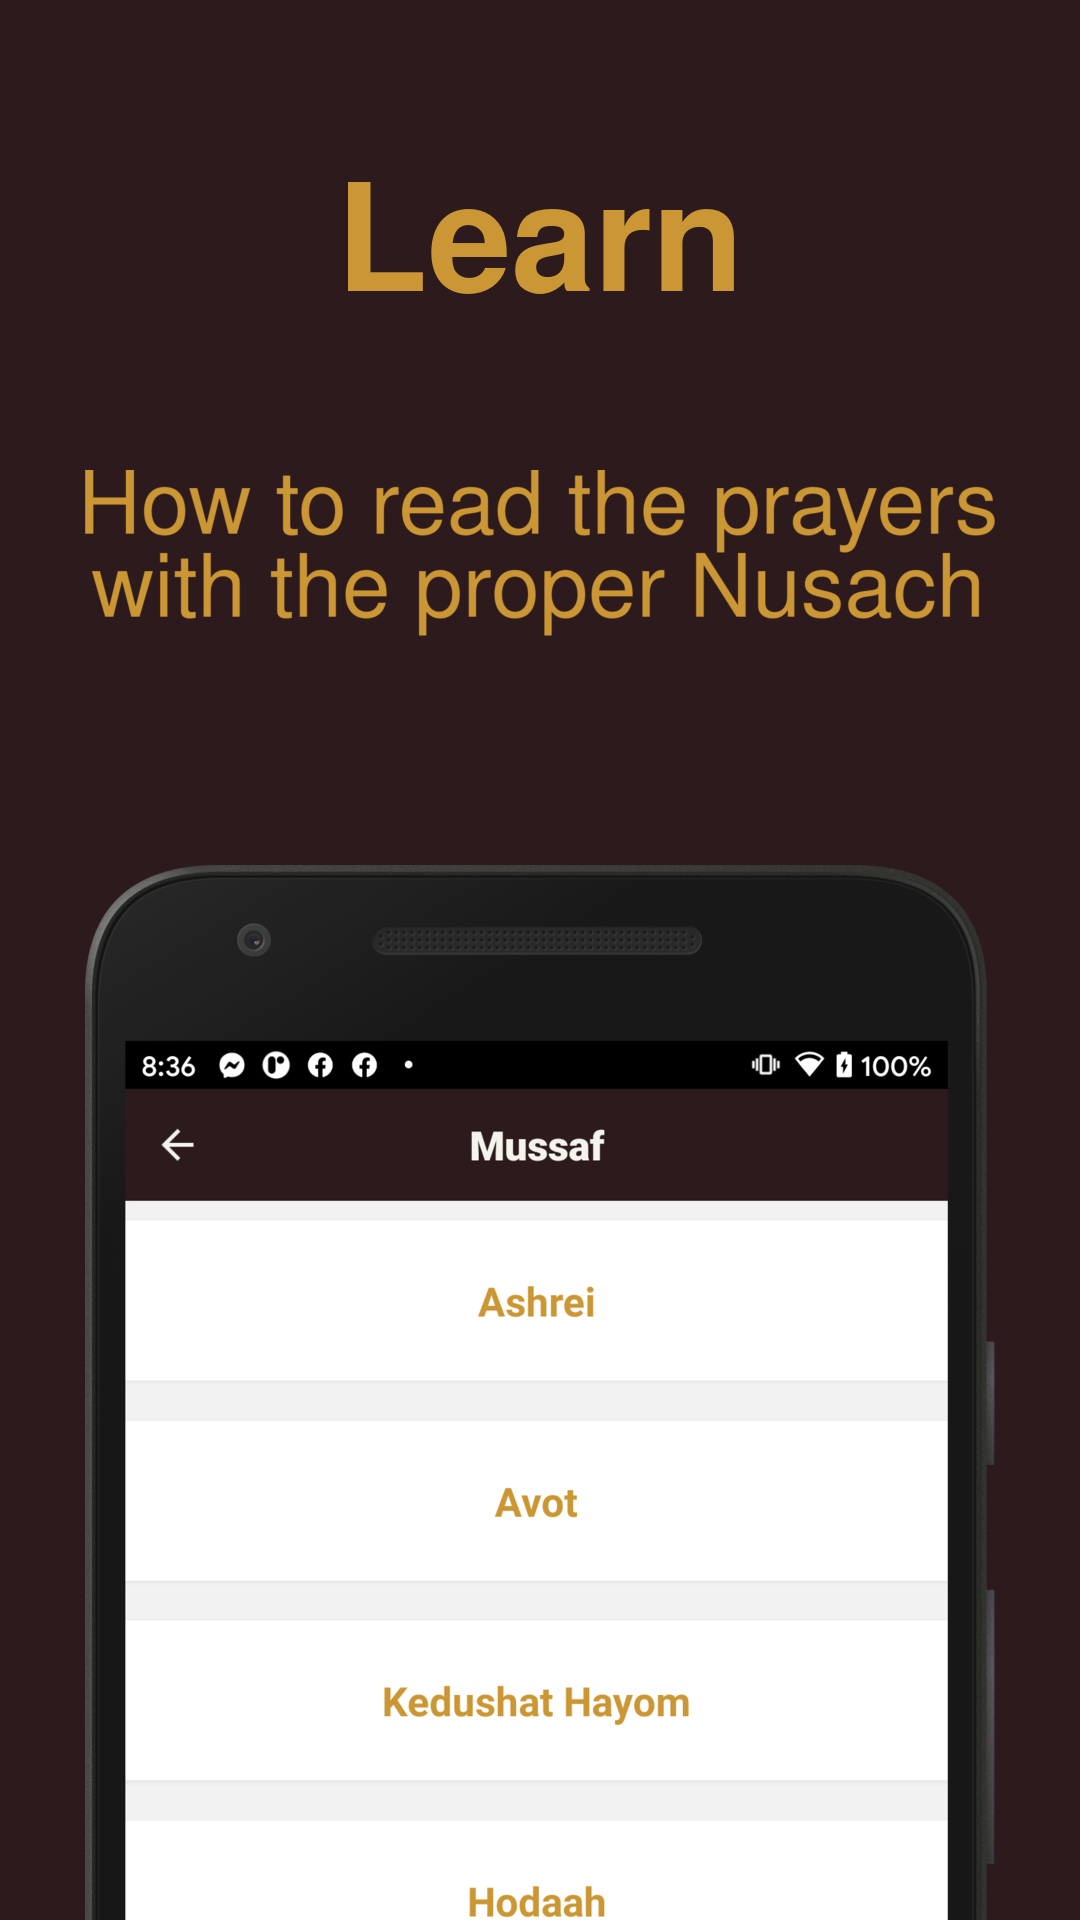 Learn
How to read the prayers
with the proper Nusach
8:36 100%
Mussaf
Ashrei
Avot
Kedushat Hayom
Hodaah